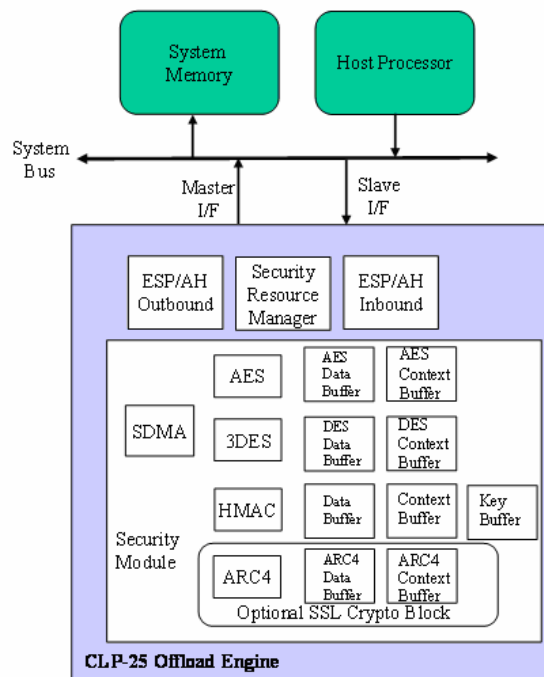 System
Memory
Host Processor
System
Bus
Master
I/F
Slave
I/F
ESP/AH
Outbound
Security
Resource
Manager
ESP/AH
Inbound
AES
AES
Data
Buffer
AES
Context
Buffer
SDMA
3DES
DES
Data
Buffer
DES
Context
Buffer
HMAC
Data
Buffer
Context
Buffer
Key
Buffer
Security
Module
ARC4
ARC4
Data
Buffer
ARC4
Context
Buffer
Optional SSL Crypto Block
CLP-25 Offload Engine